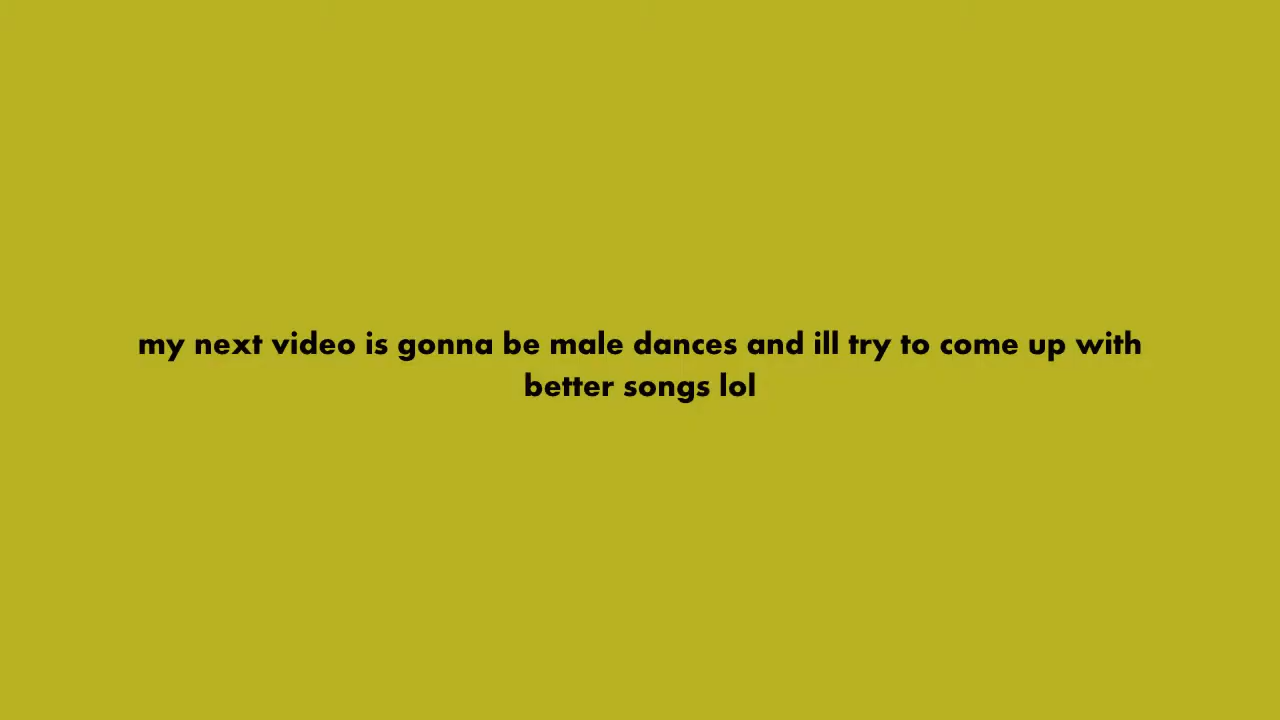 my next video is gonna be male dances and ill try to come up with
better songs lol